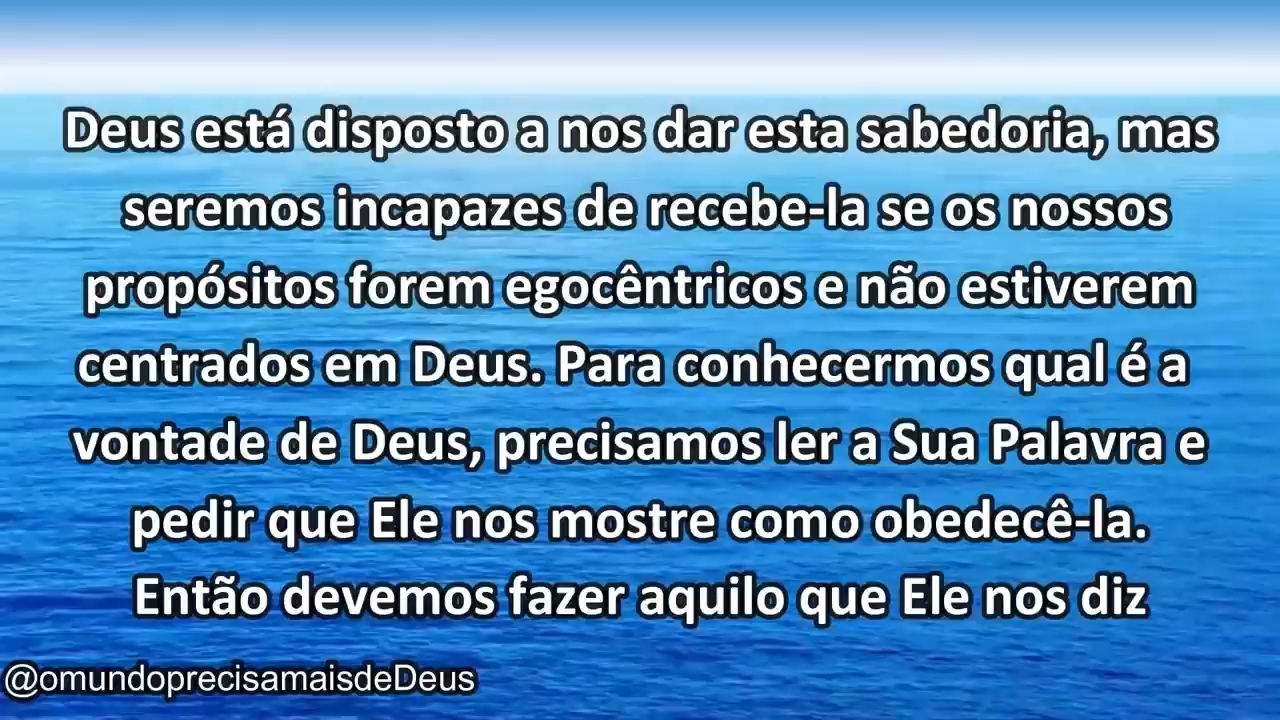 Deus está disposto a nos dar esta sabedoria, mas
seremos incapazes de recebe-la se os nossos
propósitos forem egocêntricos e não estiverem
centrados em Deus. Para conhecermos qual é a
vontade de Deus, precisamos ler a Sua Palavra e
pedir que Ele nos mostre como obedecê-la.
Então devemos fazer aquilo que Ele nos diz
@omundoprecisamaisdeDeus